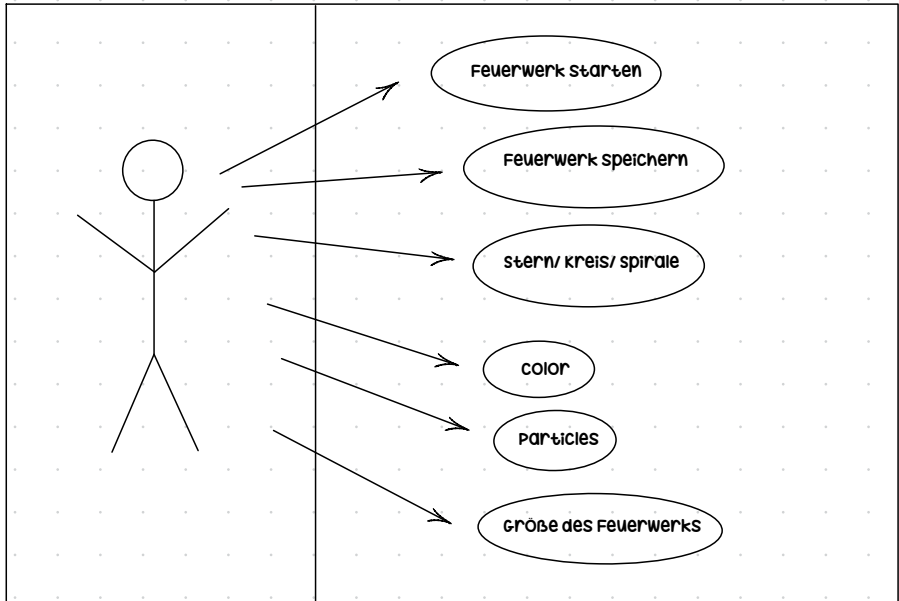 Feuerwerk starten
Feuerwerk speichern
Stern/ Kreis/ Spirale
Color
Particles
Größe des Feuerwerks